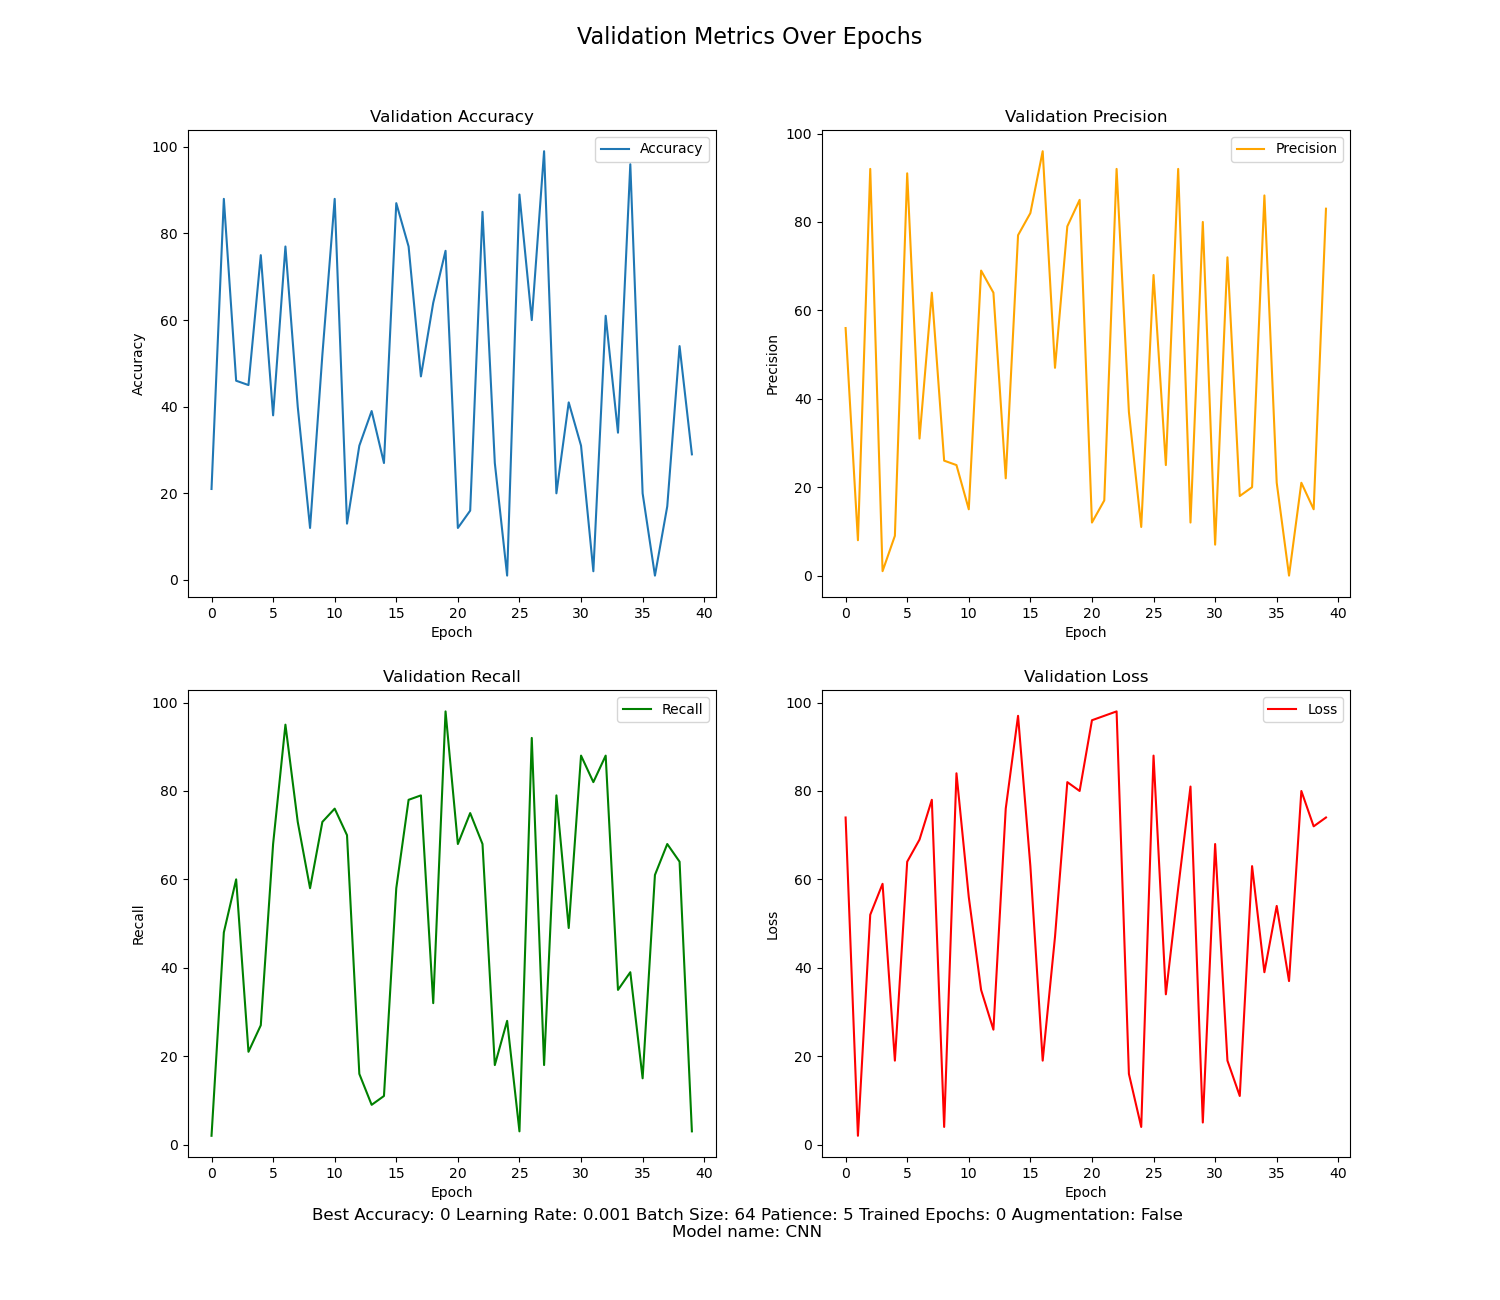 Validation Metrics Over Epochs
Validation Accuracy
Accuracy
100
80
60
40
20
0
Accuracy
0 5 10 15 20 25 30 35 40
Epoch
Validation Precision
Precision
100
80
60
40
20
0
Precision
0 5 10 15 20 25 30 35 40
Epoch
Validation Recall
Recall
100
80
60
40
20
0
Recall
0 5 10 15 20 25 30 35 40
Epoch
Validation Loss
Loss
100
80
60
40
20
0
Loss
0 5 10 15 20 25 30 35 40
Epoch
Best Accuracy: 0 Learning Rate: 0.001 Batch Size: 64 Patience: 5 Trained Epochs: 0 Augmentation: False
Model name: CNN